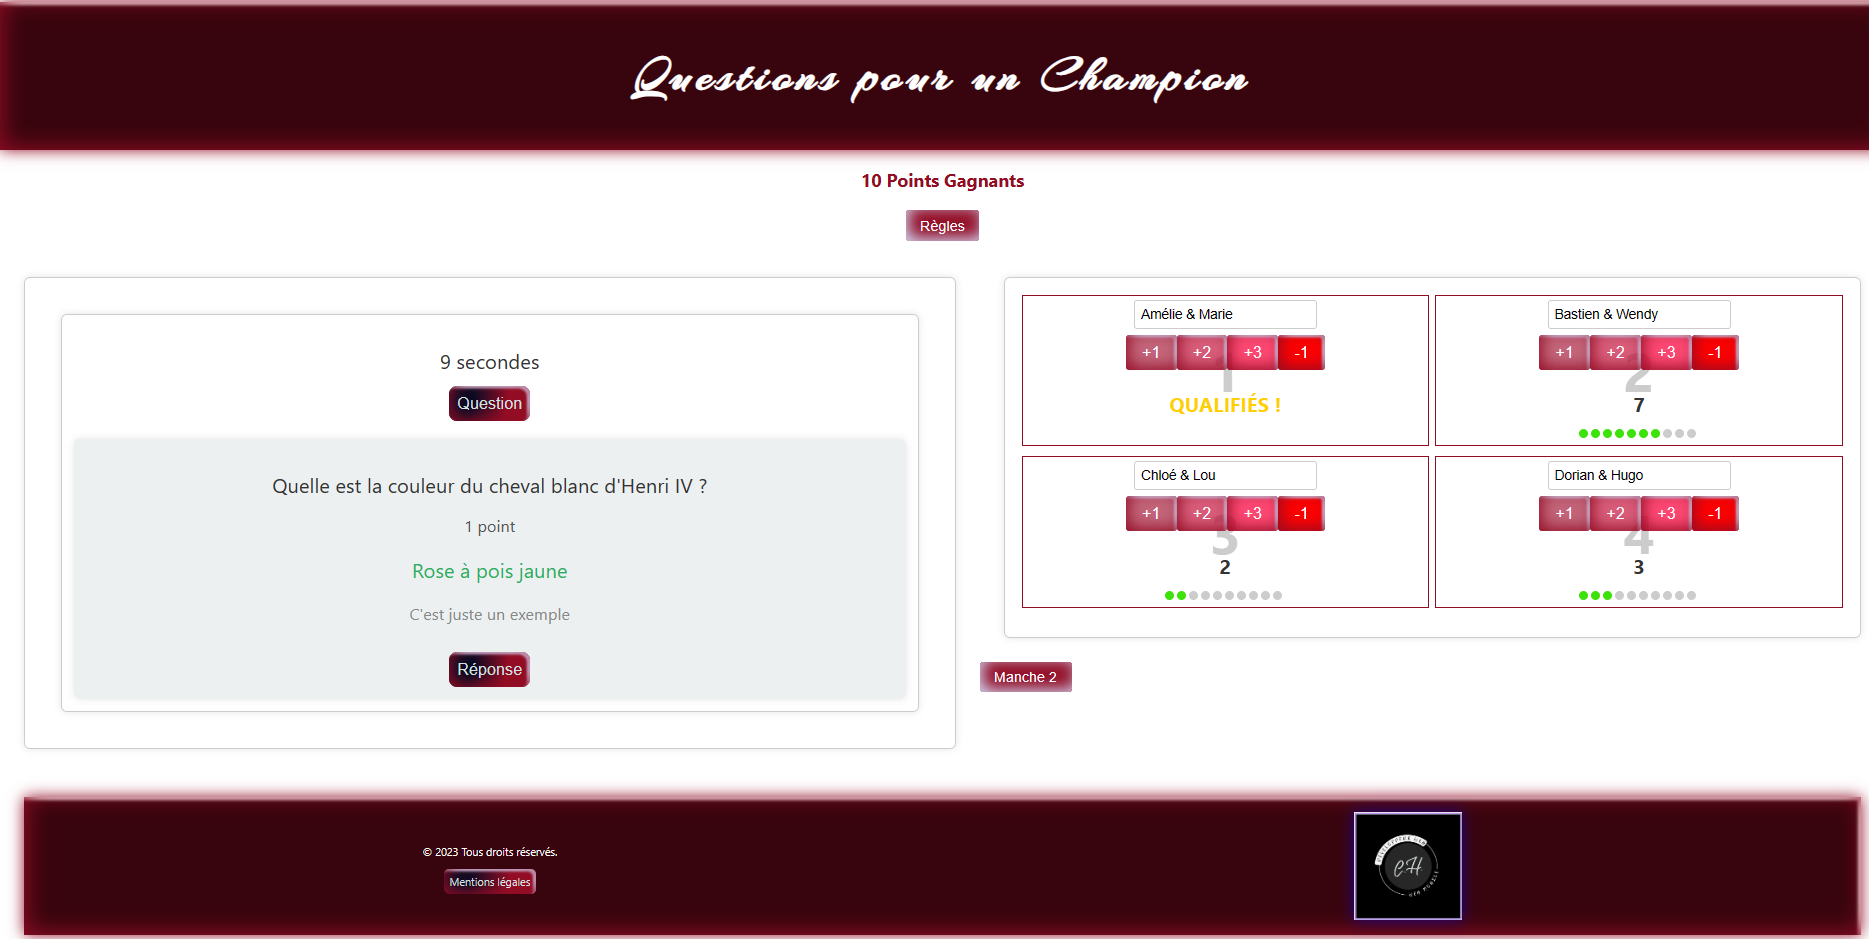 Questions pour un Champion
10 Points Gagnants
Règles
9 secondes
Question
Quelle est la couleur du cheval blanc d'Henri IV ?
1 point
Rose à pois jaune
C'est juste un exemple
Réponse
Amélie & Marie
+1 +2 +3 -1
1
QUALIFIÉS !
Bastien & Wendy
+1 +2 +3 -1
2
7
Chloé & Lou
+1 +2 +3 -1
3
2
Dorian & Hugo
+1 +2 +3 -1
4
3
Manche 2
© 2023 Tous droits réservés.
Mentions légales
C.H.